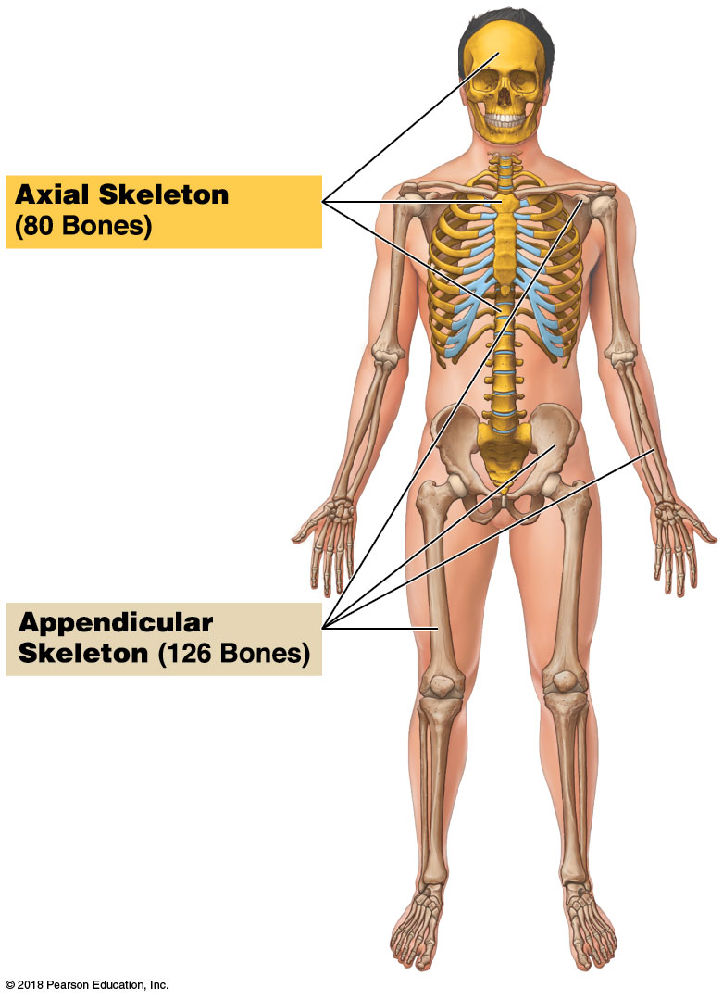 Axial Skeleton
(80 Bones)
Appendicular
Skeleton (126 Bones)
© 2018 Pearson Education, Inc.